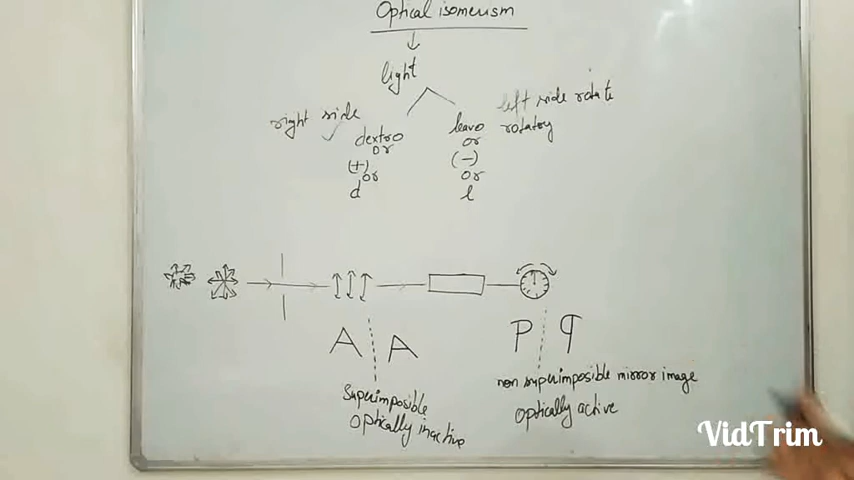 Optical isomerism
light
right side
left side rotate
dextro
or
(+)
or
d
leavo rotatory
or
(-)
or
l
A A
P q
Superimposible
Optically inactive
non superimposible mirror image
Optically active
VidTrim